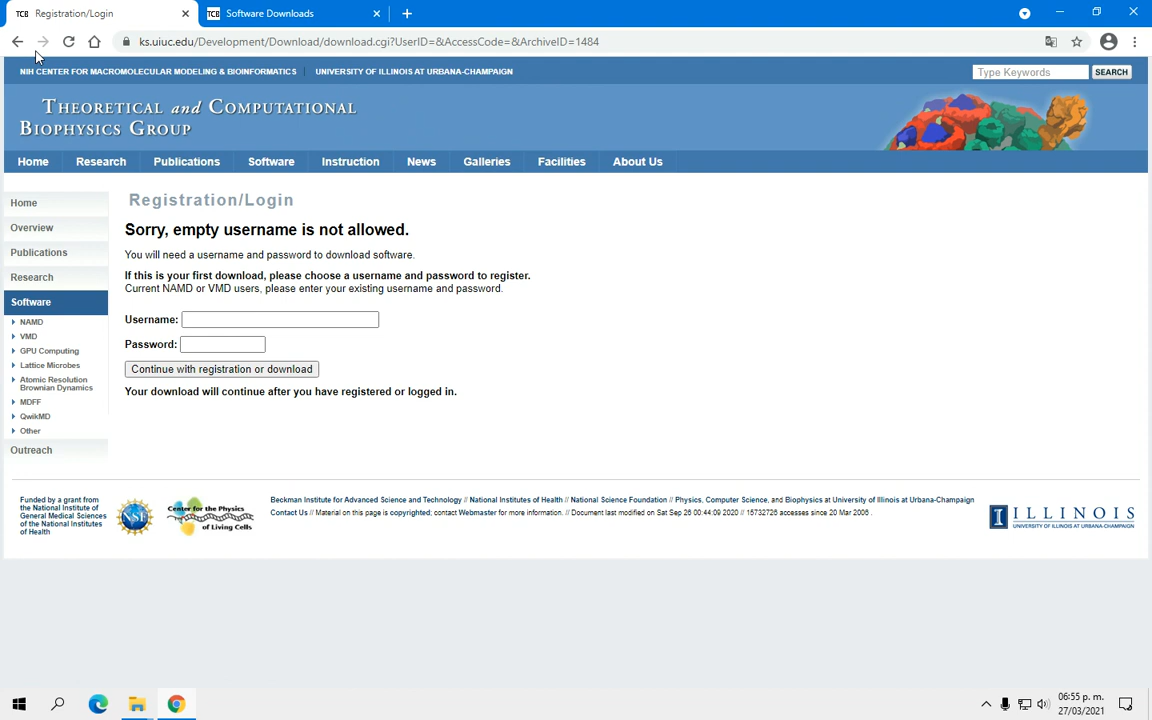 TCB Registration/Login
TCB Software Downloads
ks.uiuc.edu/Development/Download/download.cgi?UserID=&AccessCode=&ArchiveID=1484
NIH CENTER FOR MACROMOLECULAR MODELING & BIOINFORMATICS UNIVERSITY OF ILLINOIS AT URBANA-CHAMPAIGN
Type Keywords SEARCH
THEORETICAL and COMPUTATIONAL
BIOPHYSICS GROUP
Home Research Publications Software Instruction News Galleries Facilities About Us
Home
Overview
Publications
Research
Software
NAMD
VMD
GPU Computing
Lattice Microbes
Atomic Resolution
Brownian Dynamics
MDFF
QwikMD
Other
Outreach
Registration/Login
Sorry, empty username is not allowed.
You will need a username and password to download software.
If this is your first download, please choose a username and password to register.
Current NAMD or VMD users, please enter your existing username and password.
Username:
Password:
Continue with registration or download
Your download will continue after you have registered or logged in.
Funded by a grant from
the National Institute of
General Medical Sciences
of the National Institutes
of Health
NSF
Center for the Physics
of Living Cells
Beckman Institute for Advanced Science and Technology // National Institutes of Health // National Science Foundation // Physics, Computer Science, and Biophysics at University of Illinois at Urbana-Champaign
Contact Us // Material on this page is copyrighted; contact Webmaster for more information. // Document last modified on Sat Sep 26 00:44:09 2020 // 15732726 accesses since 20 Mar 2006 .
I ILLINOIS
UNIVERSITY OF ILLINOIS AT URBANA-CHAMPAIGN
06:55 p. m.
27/03/2021